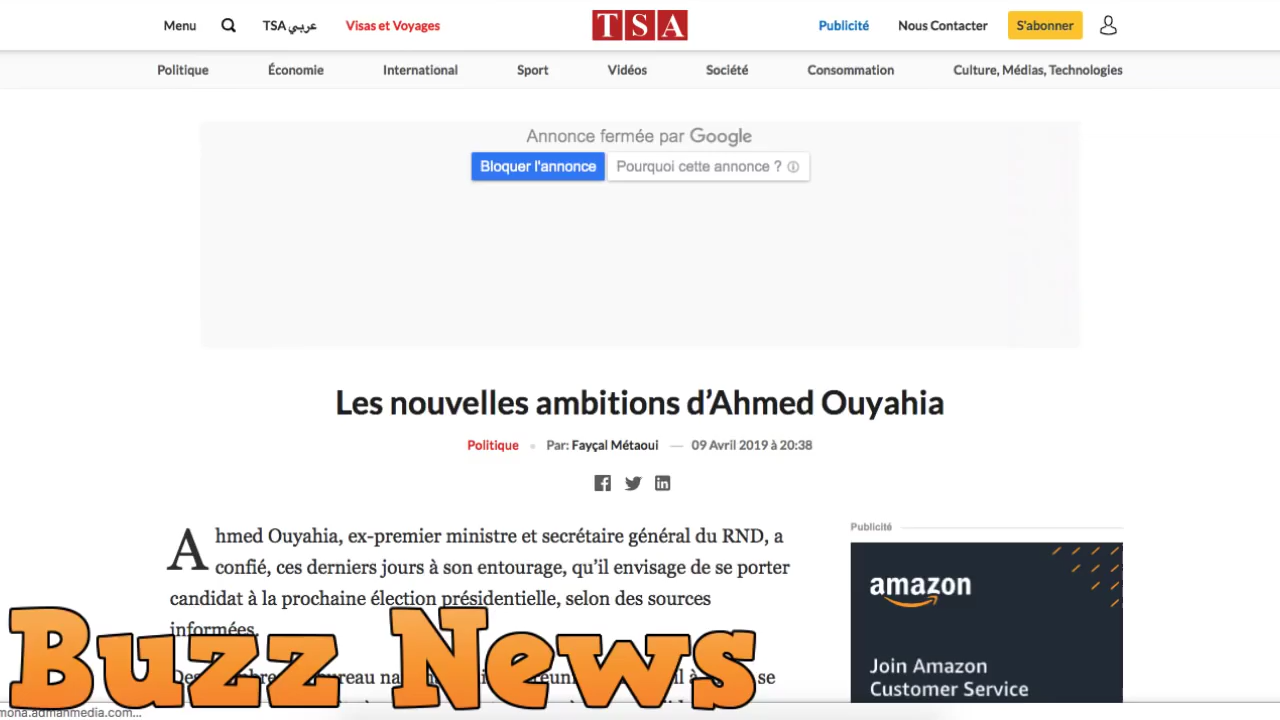 Menu TSA عربي Visas et Voyages TSA Publicité Nous Contacter S'abonner
Politique Économie International Sport Vidéos Société Consommation Culture, Médias, Technologies
Annonce fermée par Google
Bloquer l'annonce Pourquoi cette annonce ?
Les nouvelles ambitions d'Ahmed Ouyahia
Politique Par: Fayçal Métaoui — 09 Avril 2019 à 20:38
Ahmed Ouyahia, ex-premier ministre et secrétaire général du RND, a
confié, ces derniers jours à son entourage, qu'il envisage de se porter
candidat à la prochaine élection présidentielle, selon des sources
informées.
se
Publicité
amazon
Join Amazon
Customer Service
Buzz News
mona.admanmedia.com...